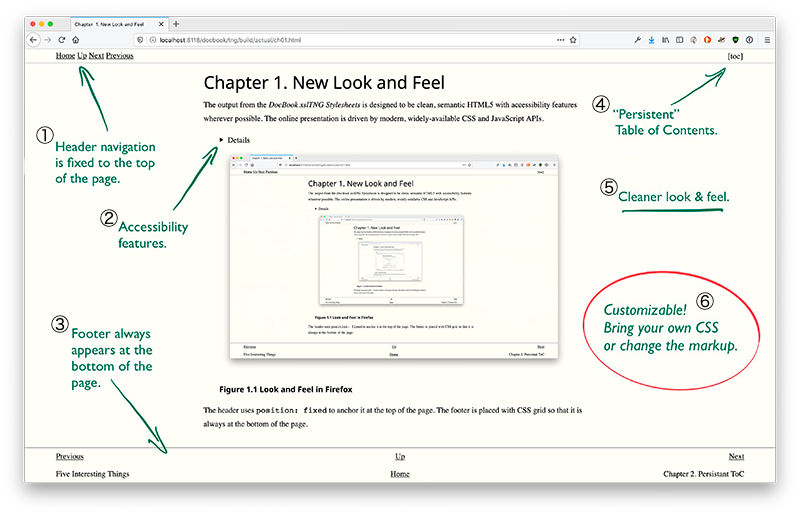 Chapter 1. New Look and Feel
localhost:8118/docbook/tng/build/actual/ch01.html
Home Up Next Previous
[toc]
Chapter 1. New Look and Feel
The output from the DocBook xslTNG Stylesheets is designed to be clean, semantic HTML5 with accessibility features
wherever possible. The online presentation is driven by modern, widely-available CSS and JavaScript APIs.
Details
① Header navigation
is fixed to the top
of the page.
② Accessibility
features.
③ Footer always
appears at the
bottom of the
page.
④ “Persistent”
Table of Contents.
⑤ Cleaner look & feel.
⑥ Customizable!
Bring your own CSS
or change the markup.
Home Up Next Previous
[toc]
Chapter 1. New Look and Feel
The output from the DocBook xslTNG Stylesheets is designed to be clean, semantic HTML5 with accessibility features
wherever possible. The online presentation is driven by modern, widely-available CSS and JavaScript APIs.
Details
Chapter 1. New Look and Feel
Figure 1.1 Look and Feel in Firefox
The header uses position: fixed to anchor it at the top of the page. The footer is placed with CSS grid so that it is
always at the bottom of the page.
Previous Up Next
Five Interesting Things Home Chapter 2. Persistant ToC
Figure 1.1 Look and Feel in Firefox
The header uses position: fixed to anchor it at the top of the page. The footer is placed with CSS grid so that it is
always at the bottom of the page.
Previous Up Next
Five Interesting Things Home Chapter 2. Persistant ToC